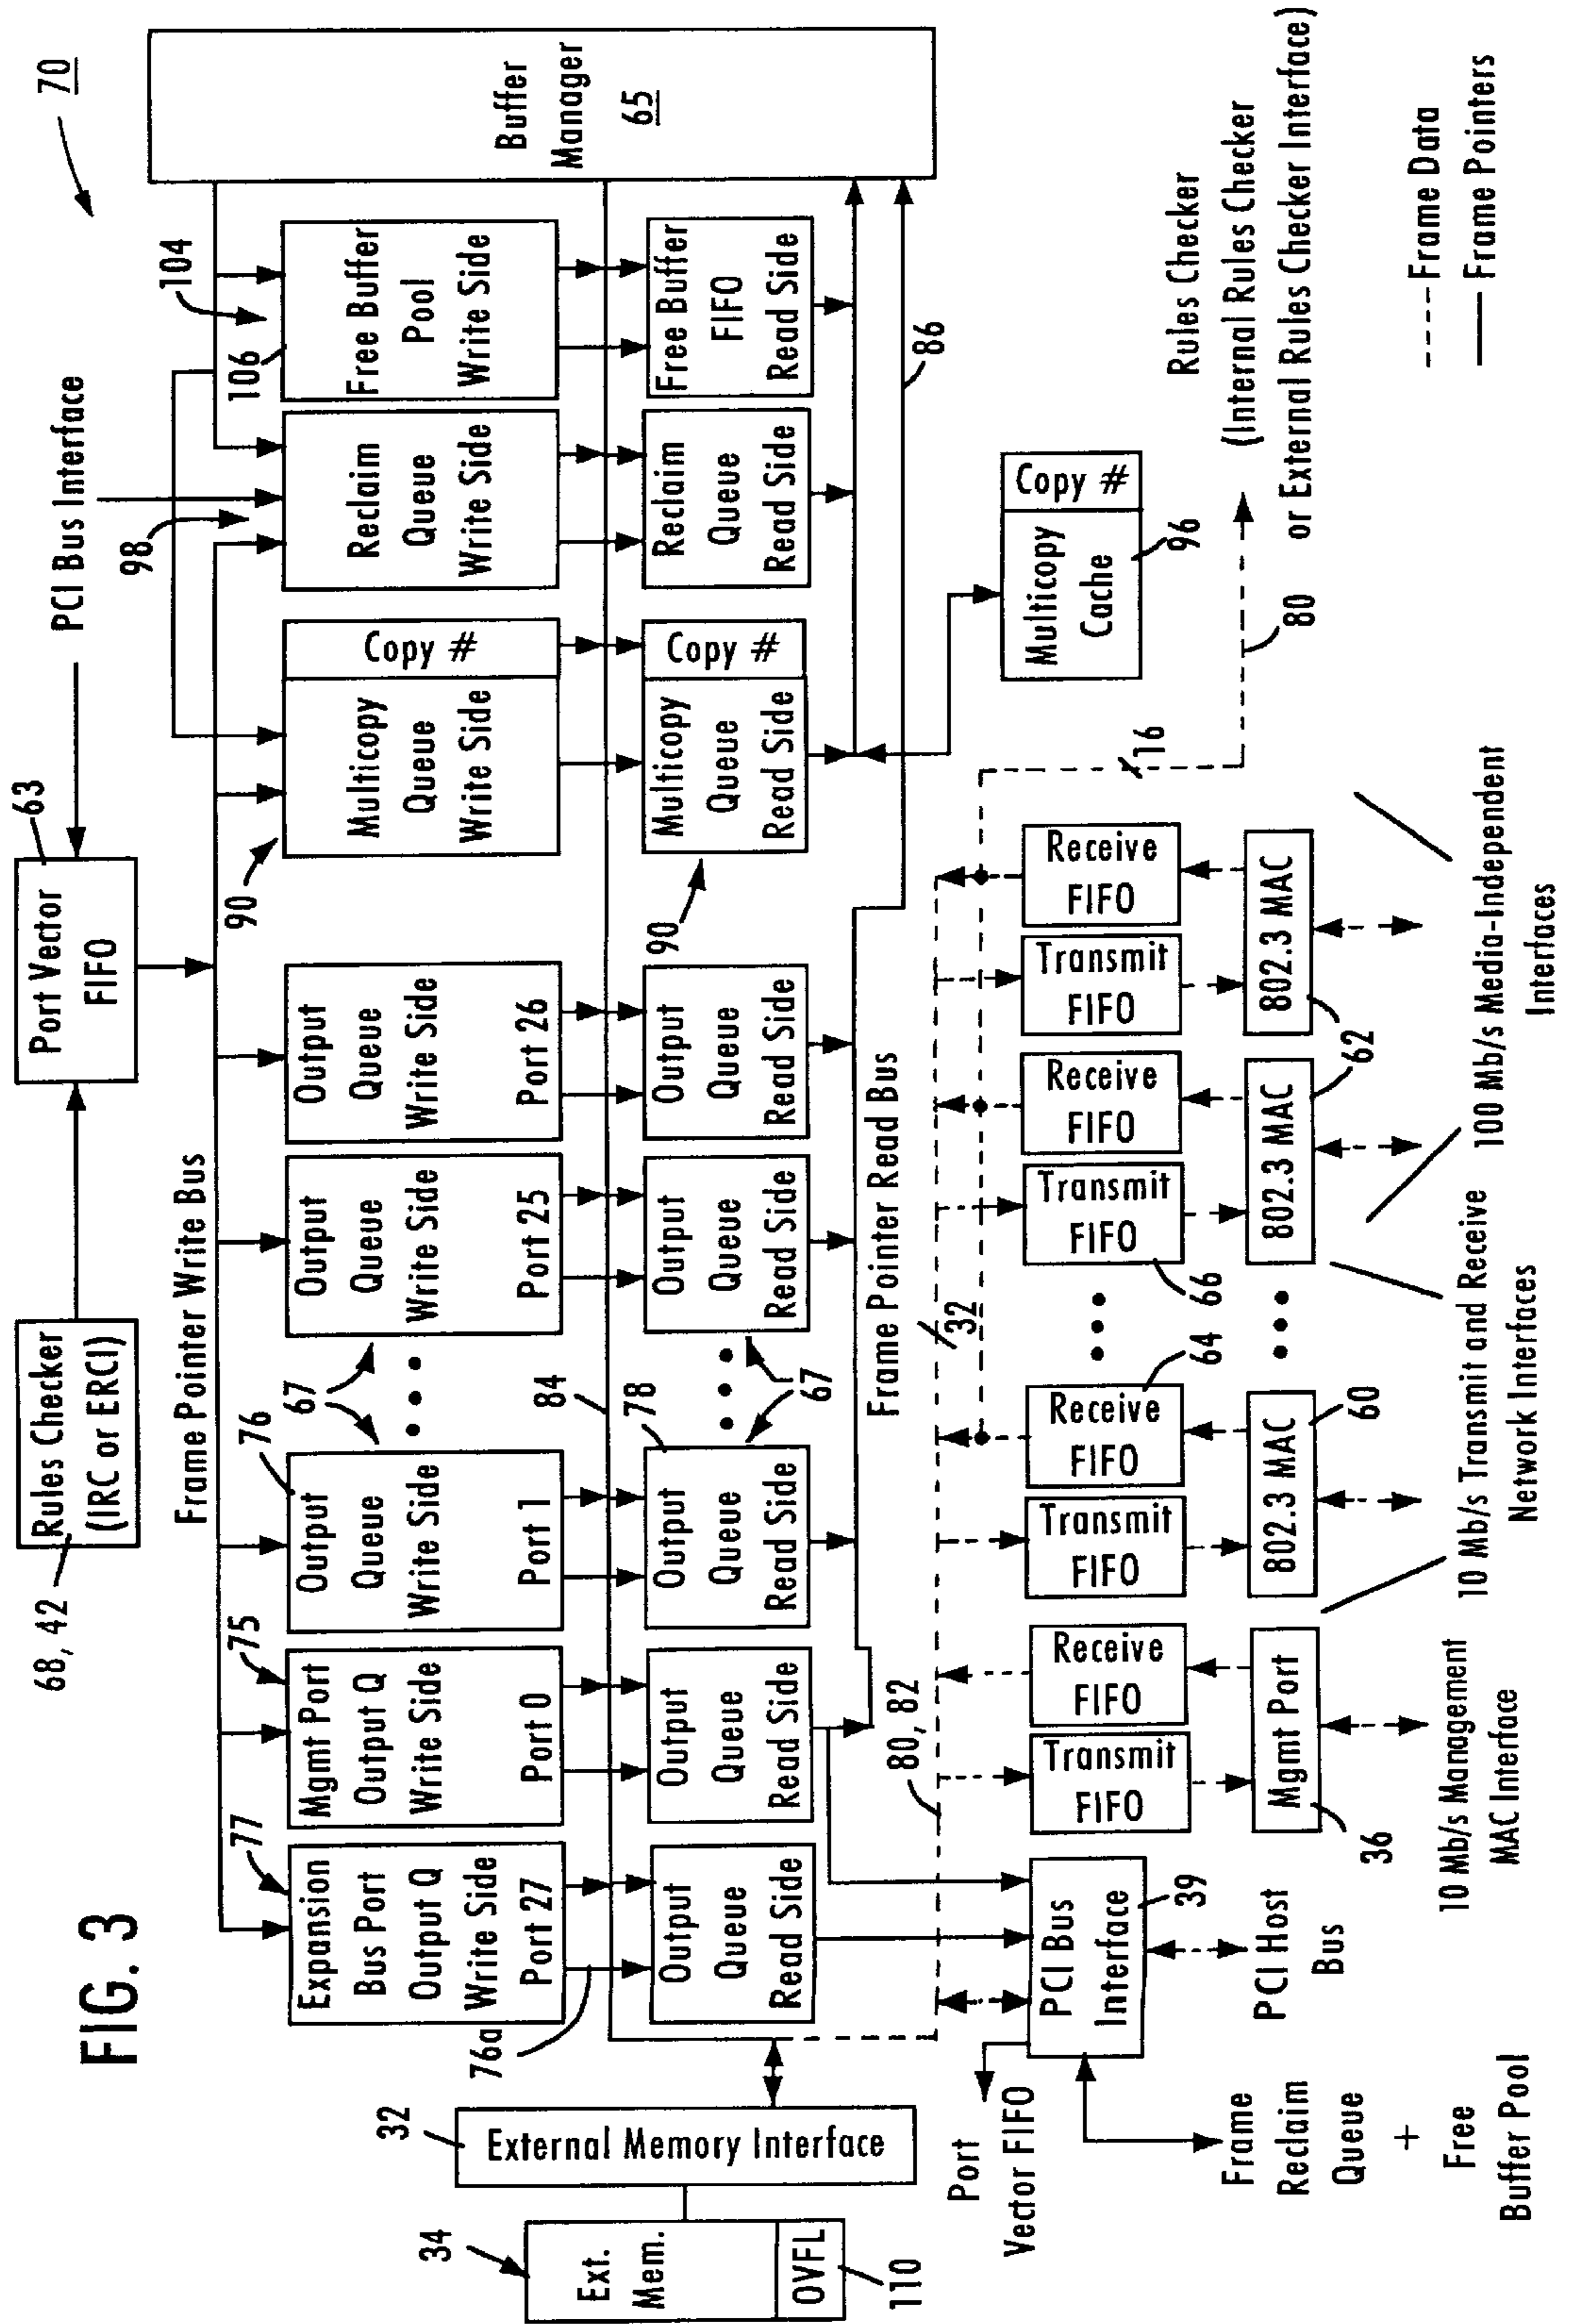 FIG. 3
70
68, 42
Rules Checker
(IRC or ERCI)
Port Vector
FIFO
63
PCI Bus Interface
Frame Pointer Write Bus
77
Expansion
Bus Port
Output Q
Write Side
Port 27
75
Mgmt Port
Output Q
Write Side
Port 0
76
Output
Queue
Write Side
Port 1
67
Output
Queue
Write Side
Port 25
Output
Queue
Write Side
Port 26
90
Multicopy
Queue
Write Side
Copy #
98
Reclaim
Queue
Write Side
104
106
Free Buffer
Pool
Write Side
Buffer
Manager
65
76a
84
Output
Queue
Read Side
Output
Queue
Read Side
78
Output
Queue
Read Side
67
Output
Queue
Read Side
Output
Queue
Read Side
90
Multicopy
Queue
Read Side
Copy #
Reclaim
Queue
Read Side
Free Buffer
FIFO
Read Side
86
Frame Pointer Read Bus
34
Ext.
Mem.
OVFL
110
32
External Memory Interface
80, 82
32
16
Multicopy
Cache
Copy #
96
80
Rules Checker
(Internal Rules Checker
or External Rules Checker Interface)
Port
Vector FIFO
PCI Bus
Interface
39
PCI Host
Bus
Frame
Reclaim
Queue
+
Free
Buffer Pool
Transmit
FIFO
Receive
FIFO
Mgmt Port
36
10 Mb/s Management
MAC Interface
Transmit
FIFO
Receive
FIFO
64
802.3 MAC
60
10 Mb/s Transmit and Receive
Network Interfaces
Transmit
FIFO
66
Receive
FIFO
802.3 MAC
62
Transmit
FIFO
Receive
FIFO
802.3 MAC
100 Mb/s Media-Independent
Interfaces
Frame Data
Frame Pointers